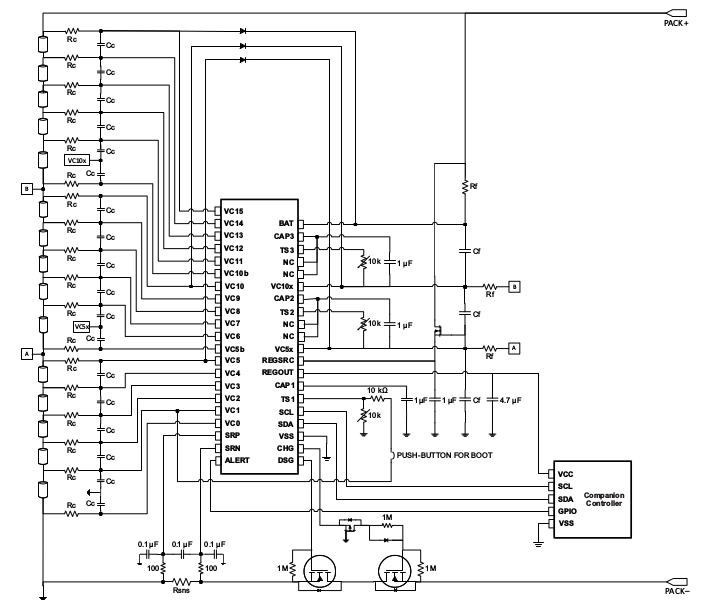 PACK+
Rc
Cc
Rc
Cc
Rc
Cc
Rc
Cc
Rc
Cc
VC10x
Cc
Rc
B
Rc
Cc
Rc
Cc
Rc
Cc
Rc
Cc
Rc
VC5x
Cc
Rc
A
Rc
Cc
Rc
Cc
Rc
Cc
Rc
Cc
Rc
Cc
Rc
VC15
VC14
VC13
VC12
VC11
VC10b
VC10
VC9
VC8
VC7
VC6
VC5b
VC5
VC4
VC3
VC2
VC1
VC0
SRP
SRN
ALERT
BAT
CAP3
TS3
NC
NC
VC10x
CAP2
TS2
NC
NC
VC5x
REGSRC
REGOUT
CAP1
TS1
SCL
SDA
VSS
CHG
DSG
10k
1 µF
10k
1 µF
10 kΩ
10k
1µF
1 µF
Cf
4.7 µF
Rf
Cf
Rf
B
Cf
Rf
A
PUSH-BUTTON FOR BOOT
VCC
SCL
SDA
GPIO
VSS
Companion
Controller
0.1 µF
0.1 µF
0.1 µF
100
100
Rsns
1M
1M
1M
PACK–